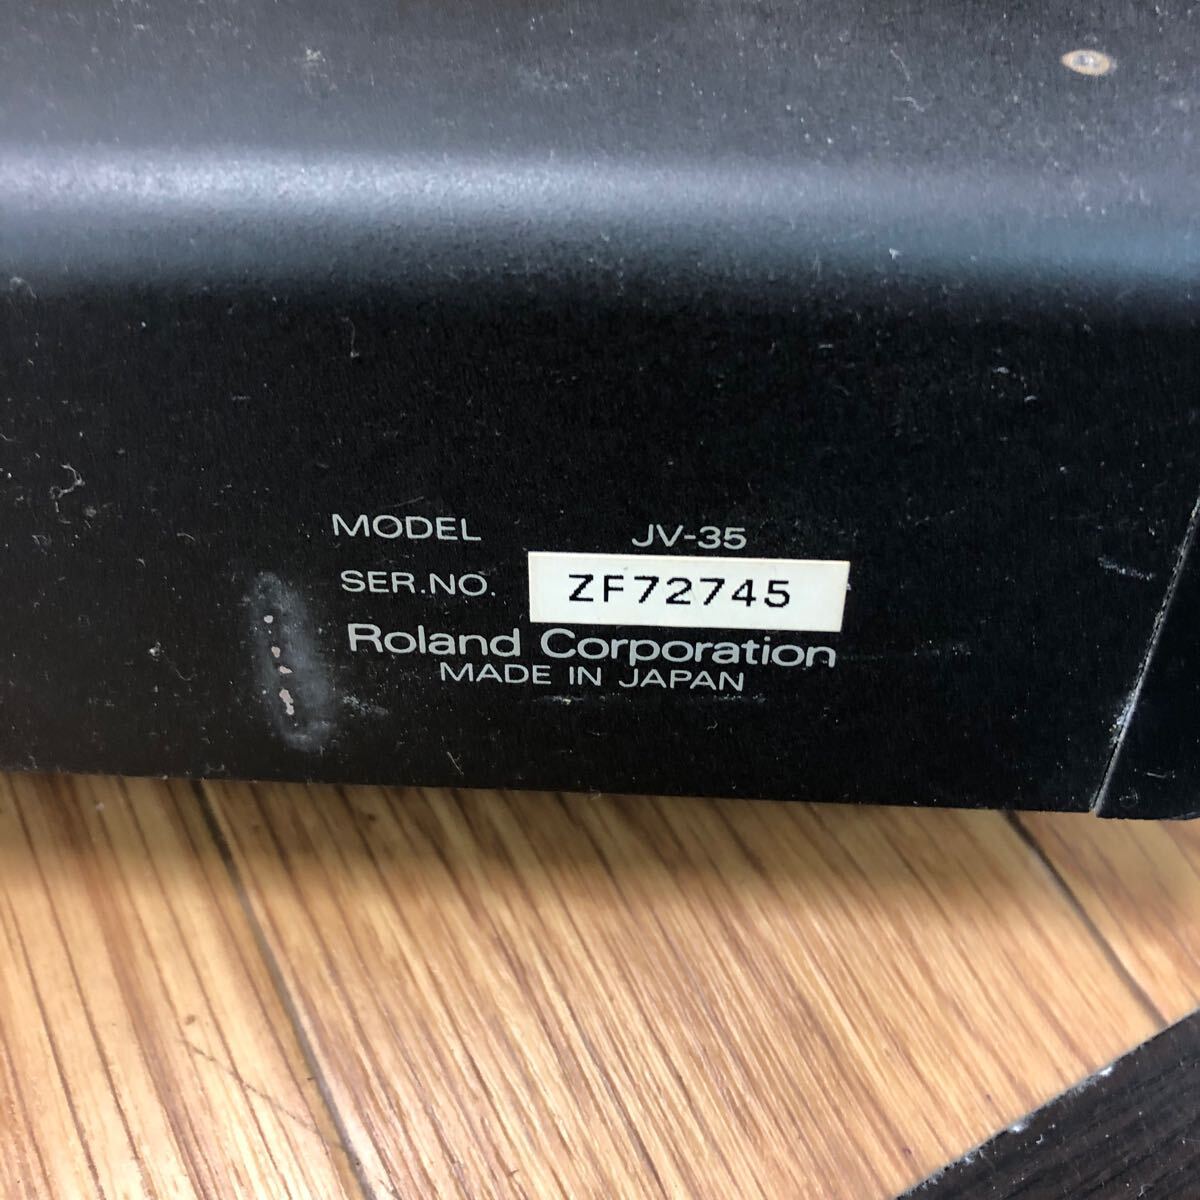 MODEL JV-35
SER.NO. ZF72745
Roland Corporation
MADE IN JAPAN